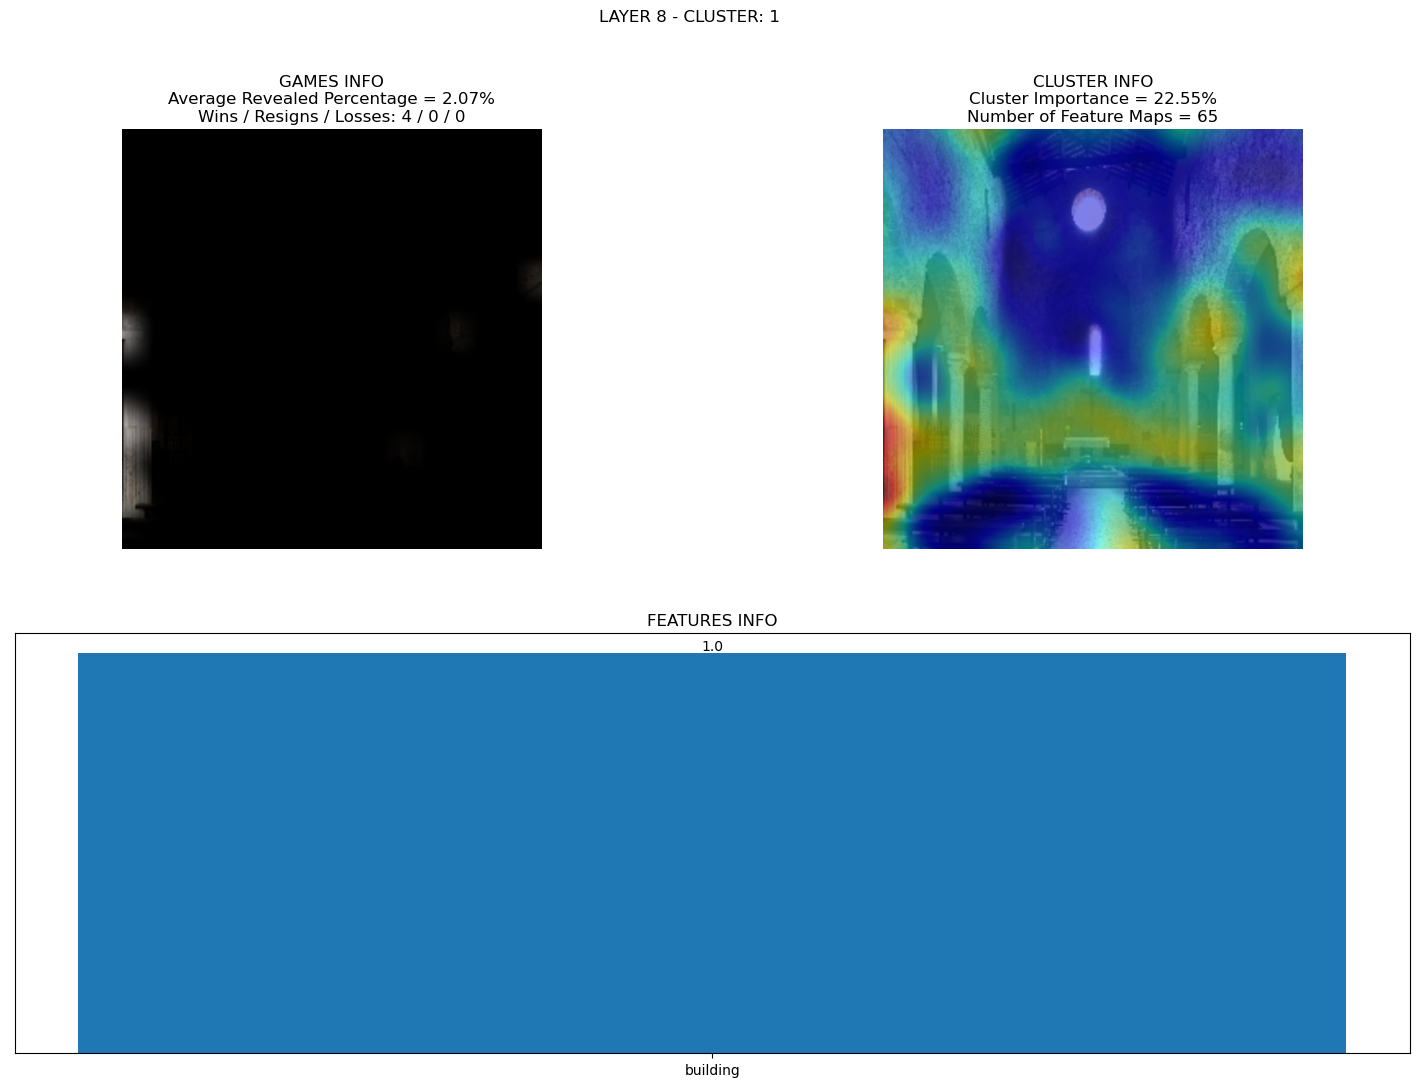 LAYER 8 - CLUSTER: 1
GAMES INFO
Average Revealed Percentage = 2.07%
Wins / Resigns / Losses: 4 / 0 / 0
CLUSTER INFO
Cluster Importance = 22.55%
Number of Feature Maps = 65
FEATURES INFO
1.0
building